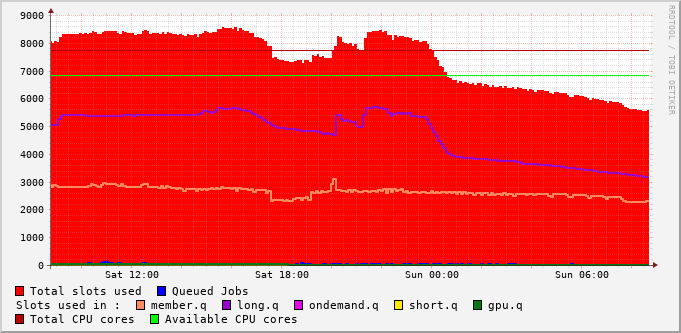 RRDTOOL / TOBI OETIKER
9000
8000
7000
6000
5000
4000
3000
2000
1000
0
Sat 12:00 Sat 18:00 Sun 00:00 Sun 06:00
Total slots used Queued Jobs
Slots used in : member.q long.q ondemand.q short.q gpu.q
Total CPU cores Available CPU cores